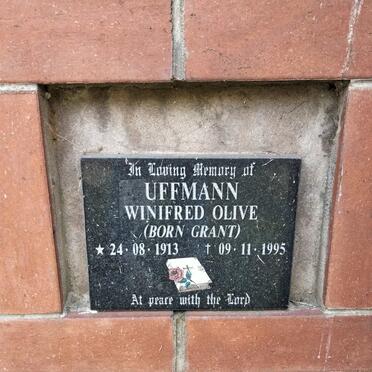 In Loving Memory of
UFFMANN
WINIFRED OLIVE
(BORN GRANT)
★ 24 · 08 · 1913 † 09 · 11 · 1995
At peace with the Lord